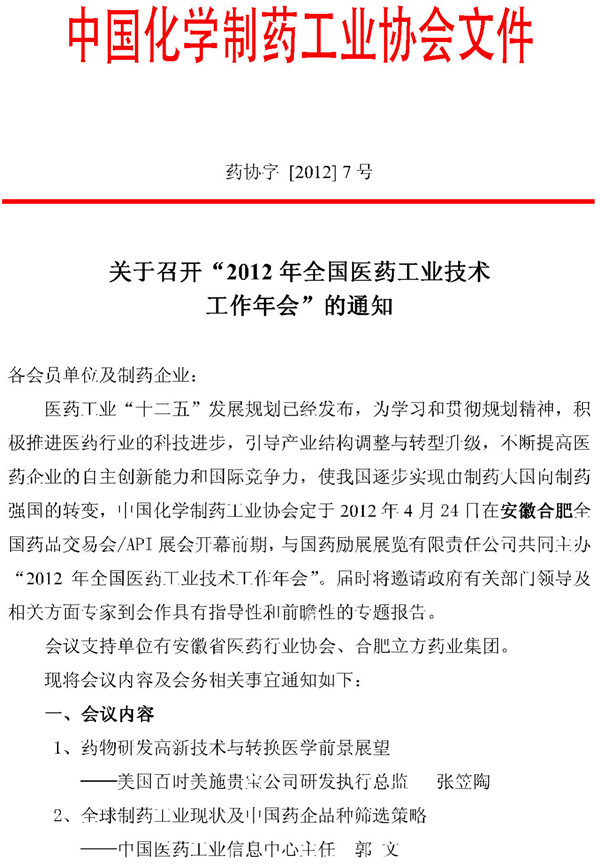 中国化学制药工业协会文件
药协字 [2012] 7 号
关于召开“2012 年全国医药工业技术
工作年会”的通知
各会员单位及制药企业：
医药工业“十二五”发展规划已经发布，为学习和贯彻规划精神，积
极推进医药行业的科技进步，引导产业结构调整与转型升级，不断提高医
药企业的自主创新能力和国际竞争力，使我国逐步实现由制药大国向制药
强国的转变，中国化学制药工业协会定于 2012 年 4 月 24 日在安徽合肥全
国药品交易会/API 展会开幕前期，与国药励展展览有限责任公司共同主办
“2012 年全国医药工业技术工作年会”。届时将邀请政府有关部门领导及
相关方面专家到会作具有指导性和前瞻性的专题报告。
会议支持单位有安徽省医药行业协会、合肥立方药业集团。
现将会议内容及会务相关事宜通知如下：
一、会议内容
1、药物研发高新技术与转换医学前景展望
——美国百时美施贵宝公司研发执行总监 张笠陶
2、全球制药工业现状及中国药企品种筛选策略
——中国医药工业信息中心主任 郭 文